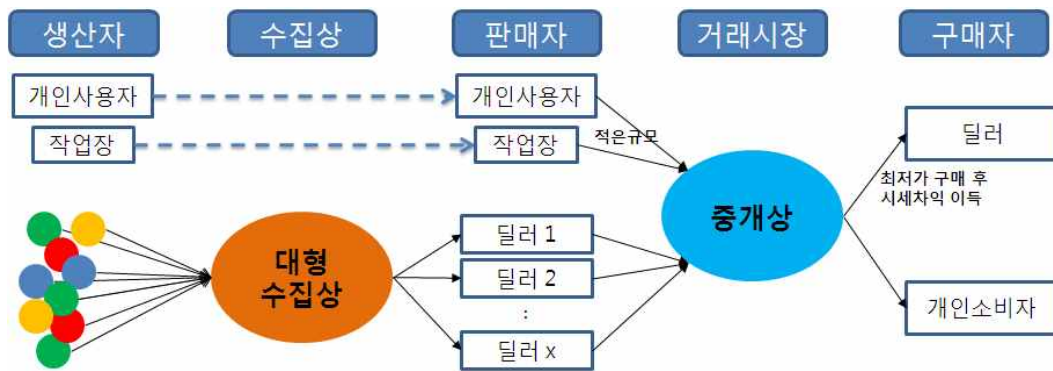 생산자
수집상
판매자
거래시장
구매자
개인사용자
개인사용자
작업장
작업장
적은규모
딜러
최저가 구매 후
시세차익 이득
중개상
대형
수집상
딜러 1
딜러 2
:
딜러 x
개인소비자